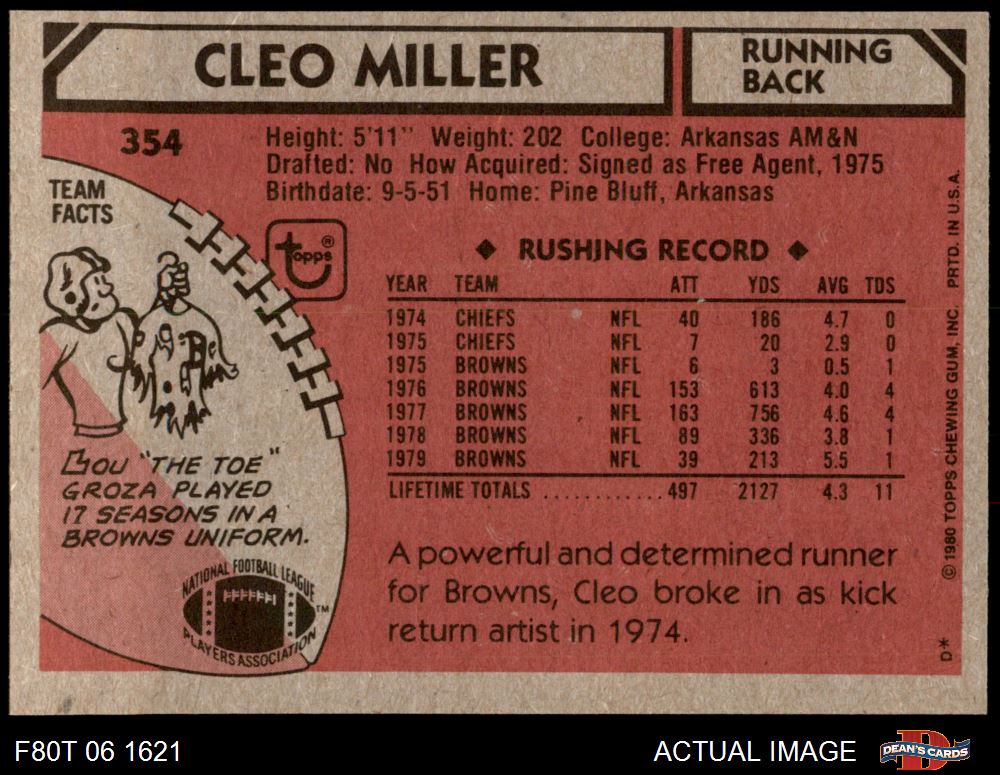 CLEO MILLER
RUNNING
BACK
354
Height: 5'11" Weight: 202 College: Arkansas AM&N
Drafted: No How Acquired: Signed as Free Agent, 1975
Birthdate: 9-5-51 Home: Pine Bluff, Arkansas
TEAM
FACTS
topps®
B
LOU "THE TOE"
GROZA PLAYED
17 SEASONS IN A
BROWNS UNIFORM.
NATIONAL FOOTBALL LEAGUE
PLAYERS ASSOCIATION
TM
◆ RUSHING RECORD ◆
YEAR TEAM ATT YDS AVG TDS
1974 CHIEFS NFL 40 186 4.7 0
1975 CHIEFS NFL 7 20 2.9 0
1975 BROWNS NFL 6 3 0.5 1
1976 BROWNS NFL 153 613 4.0 4
1977 BROWNS NFL 163 756 4.6 4
1978 BROWNS NFL 89 336 3.8 1
1979 BROWNS NFL 39 213 5.5 1
LIFETIME TOTALS ............ 497 2127 4.3 11
A powerful and determined runner
for Browns, Cleo broke in as kick
return artist in 1974.
© 1980 TOPPS CHEWING GUM, INC. PRTD. IN U.S.A.
D*
F80T 06 1621
ACTUAL IMAGE
D
DEAN'S CARDS